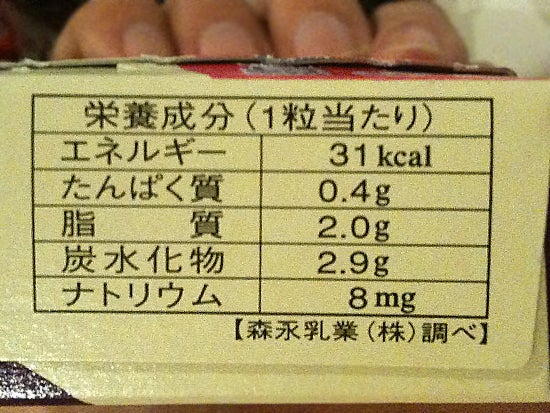 栄養成分(1粒当たり)
エネルギー 31kcal
たんぱく質 0.4g
脂 質 2.0g
炭水化物 2.9g
ナトリウム 8mg
【森永乳業(株)調べ】